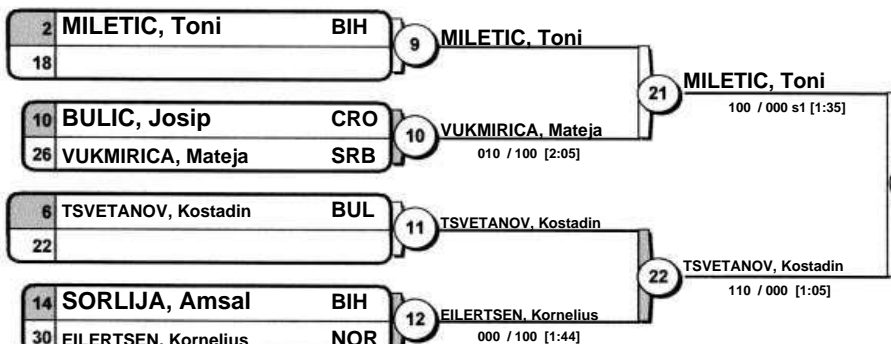 2 MILETIC, Toni BIH
18
9
MILETIC, Toni
10 BULIC, Josip CRO
26 VUKMIRICA, Mateja SRB
10
VUKMIRICA, Mateja
010 / 100 [2:05]
21
MILETIC, Toni
100 / 000 s1 [1:35]
6 TSVETANOV, Kostadin BUL
22
11
TSVETANOV, Kostadin
14 SORLIJA, Amsal BIH
30 EILERTSEN, Kornelius NOR
12
EILERTSEN, Kornelius
000 / 100 [1:44]
22
TSVETANOV, Kostadin
110 / 000 [1:05]